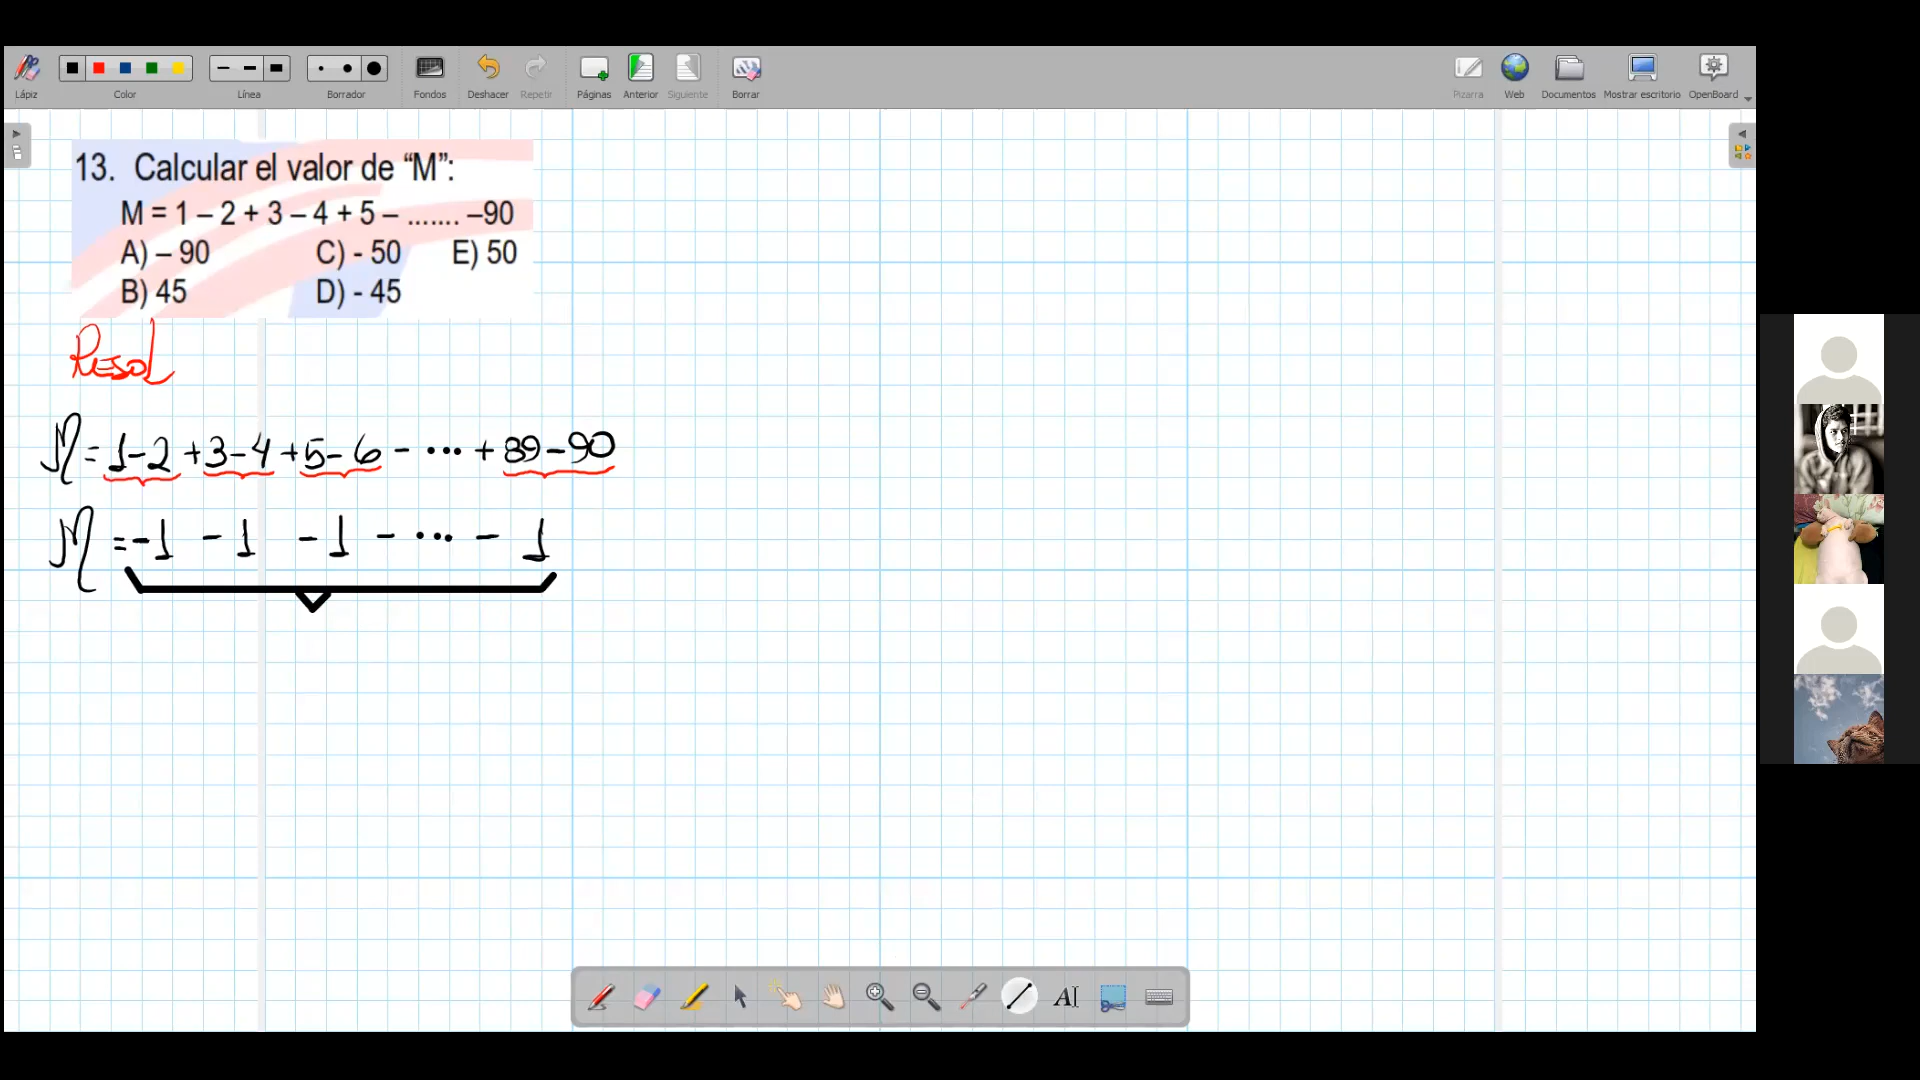 Lápiz
Color
Línea
Borrador
Fondos
Deshacer
Repetir
Páginas
Anterior
Siguiente
Borrar
Pizarra
Web
Documentos
Mostrar escritorio
OpenBoard
13. Calcular el valor de “M”:
M = 1 – 2 + 3 – 4 + 5 – ....... –90
A) – 90 C) - 50 E) 50
B) 45 D) - 45
Resol
M = 1-2 +3-4 +5-6 - ... + 89-90
M = -1 -1 -1 - ... - 1
AI